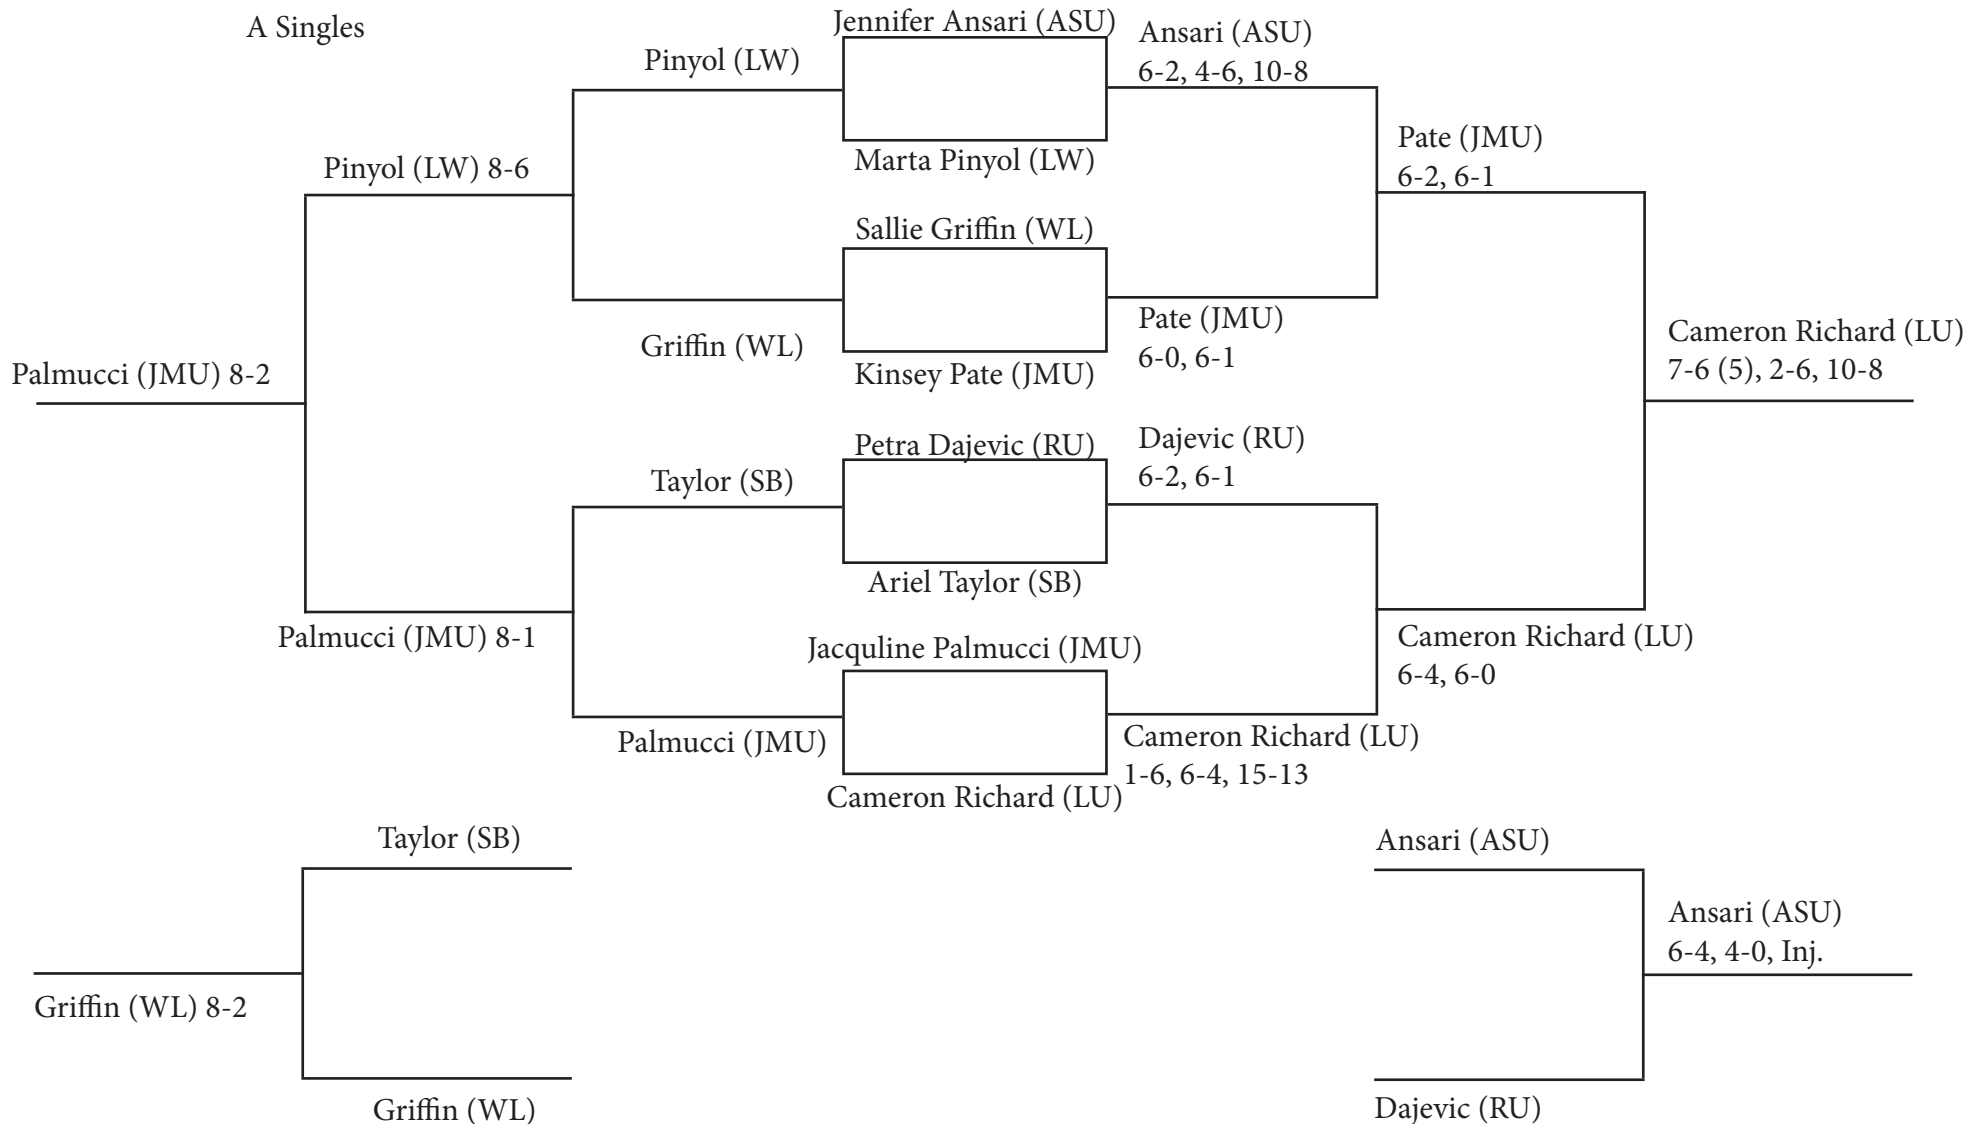 A Singles
Jennifer Ansari (ASU)
Ansari (ASU)
6-2, 4-6, 10-8
Pinyol (LW)
Pate (JMU)
6-2, 6-1
Marta Pinyol (LW)
Pinyol (LW) 8-6
Sallie Griffin (WL)
Pate (JMU)
6-0, 6-1
Griffin (WL)
Kinsey Pate (JMU)
Cameron Richard (LU)
7-6 (5), 2-6, 10-8
Palmucci (JMU) 8-2
Petra Dajevic (RU)
Dajevic (RU)
6-2, 6-1
Taylor (SB)
Ariel Taylor (SB)
Palmucci (JMU) 8-1
Jacquline Palmucci (JMU)
Cameron Richard (LU)
6-4, 6-0
Palmucci (JMU)
Cameron Richard (LU)
1-6, 6-4, 15-13
Cameron Richard (LU)
Taylor (SB)
Ansari (ASU)
Ansari (ASU)
6-4, 4-0, Inj.
Griffin (WL) 8-2
Griffin (WL)
Dajevic (RU)